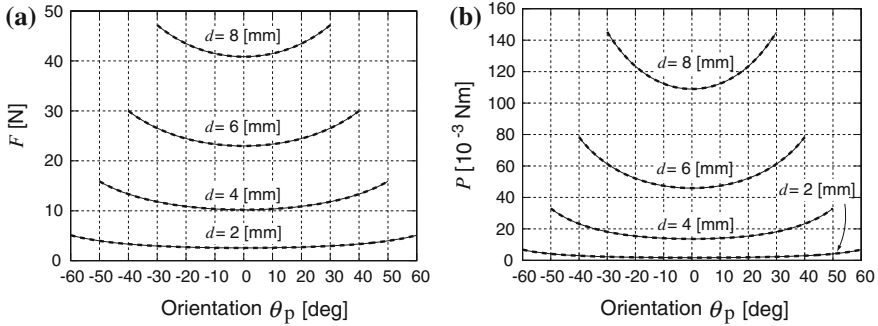 (a)
50
40
30
20
10
0
F [N]
d= 8 [mm]
d= 6 [mm]
d= 4 [mm]
d= 2 [mm]
-60 -50 -40 -30 -20 -10 0 10 20 30 40 50 60
Orientation θp [deg]
(b)
160
140
120
100
80
60
40
20
0
P [10 -3 Nm]
d= 8 [mm]
d= 6 [mm]
d= 2 [mm]
d= 4 [mm]
-60 -50 -40 -30 -20 -10 0 10 20 30 40 50 60
Orientation θp [deg]